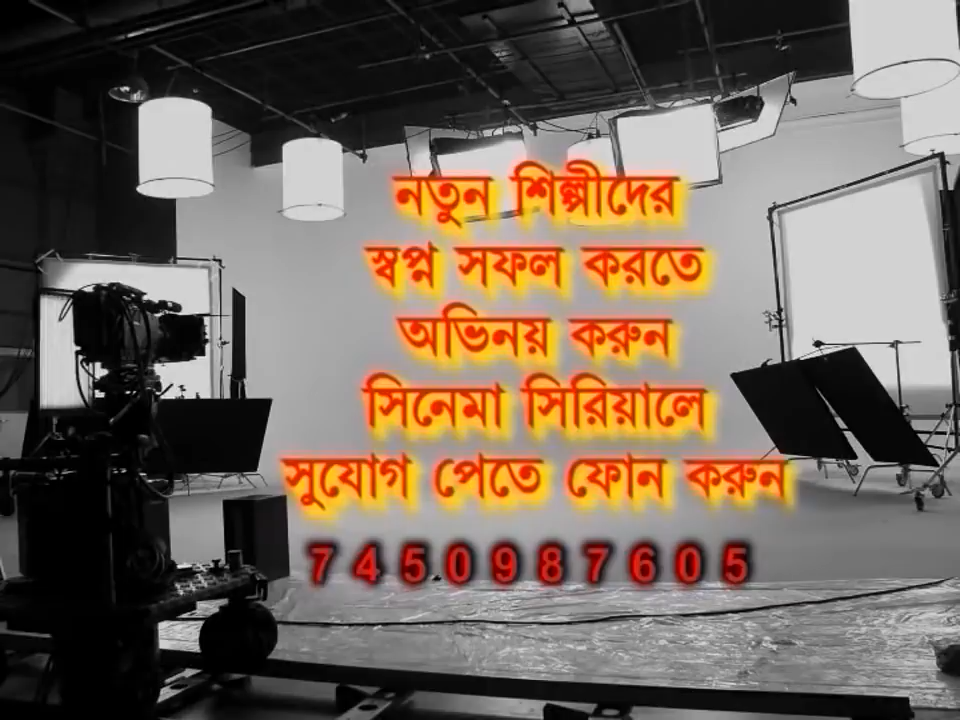 নতুন শিল্পীদের
স্বপ্ন সফল করতে
অভিনয় করুন
সিনেমা সিরিয়ালে
সুযোগ পেতে ফোন করুন
7450987605